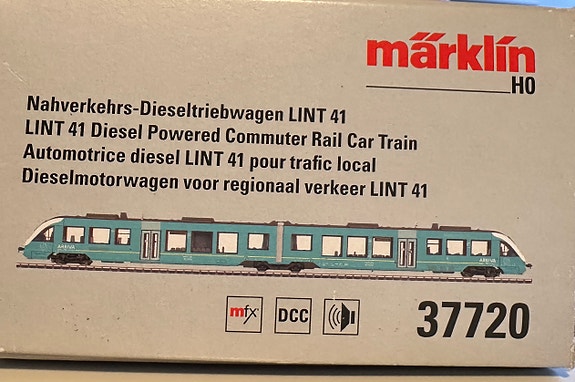 märklin
H0
Nahverkehrs-Dieseltriebwagen LINT 41
LINT 41 Diesel Powered Commuter Rail Car Train
Automotrice diesel LINT 41 pour trafic local
Dieselmotorwagen voor regionaal verkeer LINT 41
ARRIVA
ARRIVA
mfx
DCC
37720